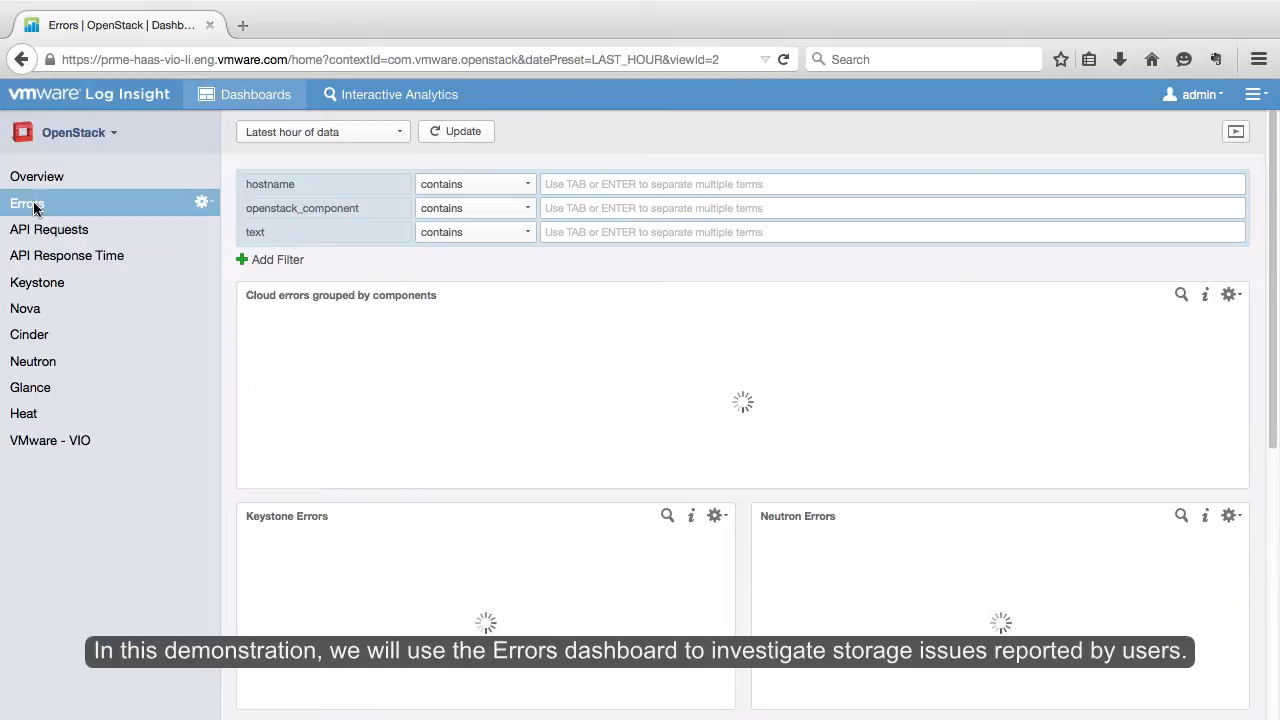 Errors | OpenStack | Dashb...
https://prme-haas-vio-li.eng.vmware.com/home?contextId=com.vmware.openstack&datePreset=LAST_HOUR&viewId=2
Search
vmware Log Insight
Dashboards
Interactive Analytics
admin
OpenStack
Latest hour of data
Update
Overview
Errors
API Requests
API Response Time
Keystone
Nova
Cinder
Neutron
Glance
Heat
VMware - VIO
hostname contains Use TAB or ENTER to separate multiple terms
openstack_component contains Use TAB or ENTER to separate multiple terms
text contains Use TAB or ENTER to separate multiple terms
Add Filter
Cloud errors grouped by components
Keystone Errors
Neutron Errors
In this demonstration, we will use the Errors dashboard to investigate storage issues reported by users.